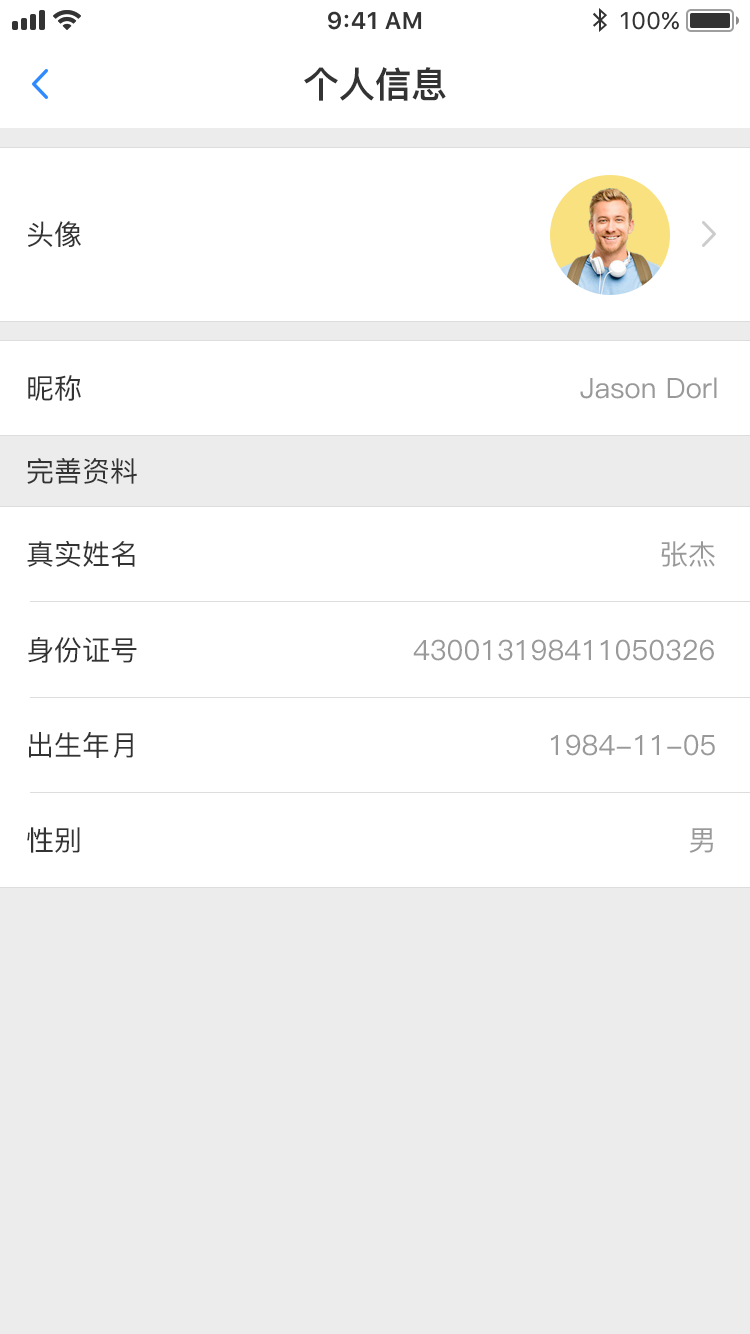 9:41 AM
100%
个人信息
头像
昵称
Jason Dorl
完善资料
真实姓名
张杰
身份证号
430013198411050326
出生年月
1984–11–05
性别
男